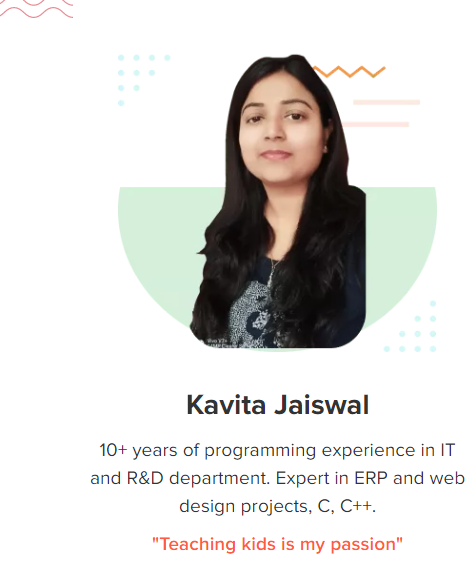 Kavita Jaiswal
10+ years of programming experience in IT
and R&D department. Expert in ERP and web
design projects, C, C++.
"Teaching kids is my passion"